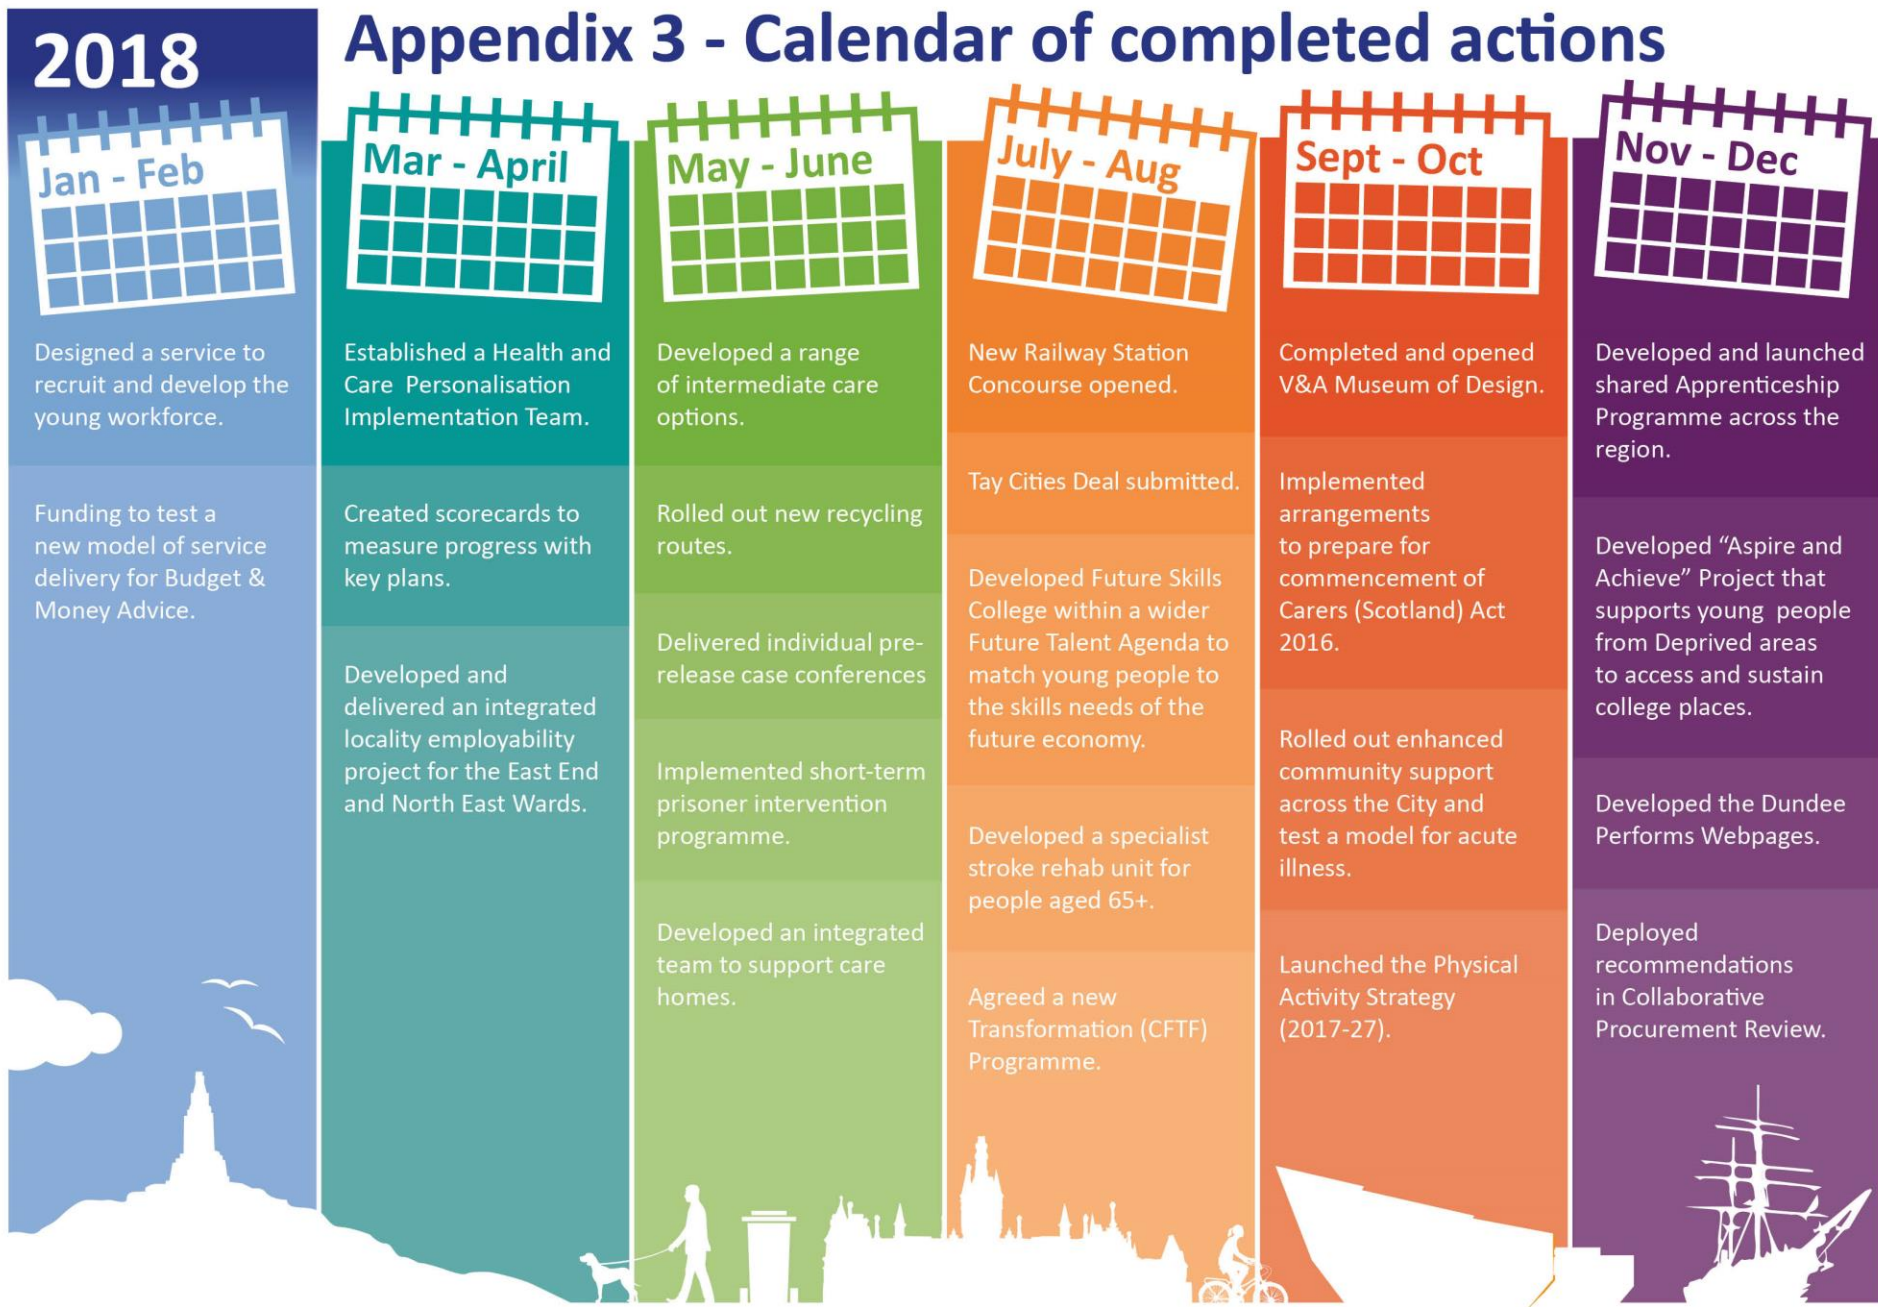 2018
Appendix 3 - Calendar of completed actions
Jan - Feb
Designed a service to
recruit and develop the
young workforce.
Funding to test a
new model of service
delivery for Budget &
Money Advice.
Mar - April
Established a Health and
Care Personalisation
Implementation Team.
Created scorecards to
measure progress with
key plans.
Developed and
delivered an integrated
locality employability
project for the East End
and North East Wards.
May - June
Developed a range
of intermediate care
options.
Rolled out new recycling
routes.
Delivered individual pre-
release case conferences
Implemented short-term
prisoner intervention
programme.
Developed an integrated
team to support care
homes.
July - Aug
New Railway Station
Concourse opened.
Tay Cities Deal submitted.
Developed Future Skills
College within a wider
Future Talent Agenda to
match young people to
the skills needs of the
future economy.
Developed a specialist
stroke rehab unit for
people aged 65+.
Agreed a new
Transformation (CFTF)
Programme.
Sept - Oct
Completed and opened
V&A Museum of Design.
Implemented
arrangements
to prepare for
commencement of
Carers (Scotland) Act
2016.
Rolled out enhanced
community support
across the City and
test a model for acute
illness.
Launched the Physical
Activity Strategy
(2017-27).
Nov - Dec
Developed and launched
shared Apprenticeship
Programme across the
region.
Developed “Aspire and
Achieve” Project that
supports young people
from Deprived areas
to access and sustain
college places.
Developed the Dundee
Performs Webpages.
Deployed
recommendations
in Collaborative
Procurement Review.